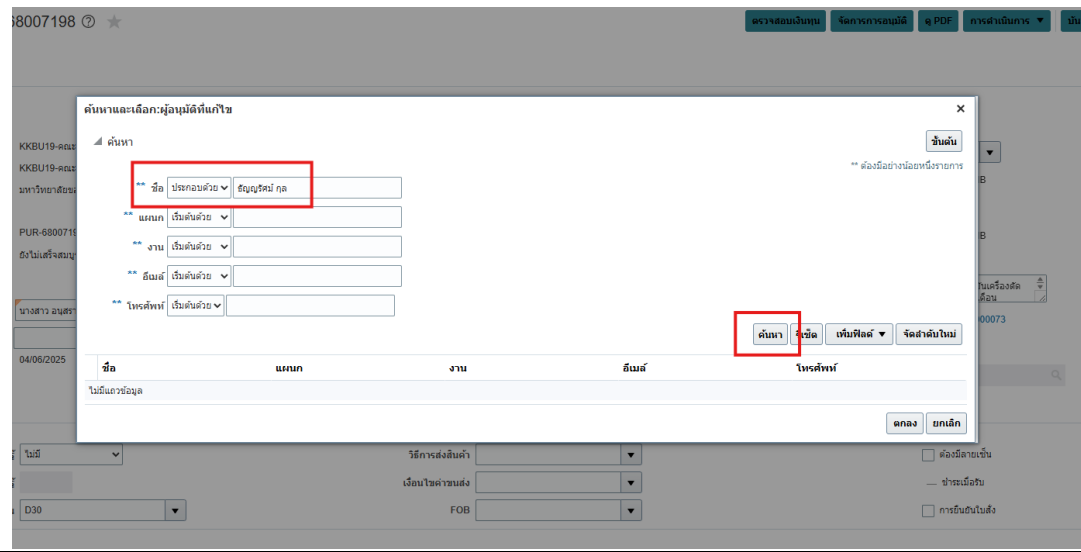 68007198
ตรวจสอบเงินทุน จัดการการอนุมัติ ดู PDF การดำเนินการ
ค้นหาและเลือก:ผู้อนุมัติที่แก้ไข
ค้นหา ขั้นต้น
KKBU19-คณะ
** ต้องมีอย่างน้อยหนึ่งรายการ
KKBU19-คณะ
** ชื่อ ประกอบด้วย ธัญญรัศม์ กุล
มหาวิทยาลัยขอ
** แผนก เริ่มต้นด้วย
PUR-6800719
** งาน เริ่มต้นด้วย
ยังไม่เสร็จสมบู
** อีเมล์ เริ่มต้นด้วย
** โทรศัพท์ เริ่มต้นด้วย
นางสาว อนุสรา
เดือน
00073
ค้นหา รีเซ็ต เพิ่มฟิลด์ จัดลำดับใหม่
04/06/2025
ชื่อ แผนก งาน อีเมล์ โทรศัพท์
ไม่มีแถวข้อมูล
ตกลง ยกเลิก
ไม่มี วิธีการส่งสินค้า ต้องมีลายเซ็น
เงื่อนไขค่าขนส่ง ชำระเมื่อรับ
D30 FOB การยืนยันใบสั่ง